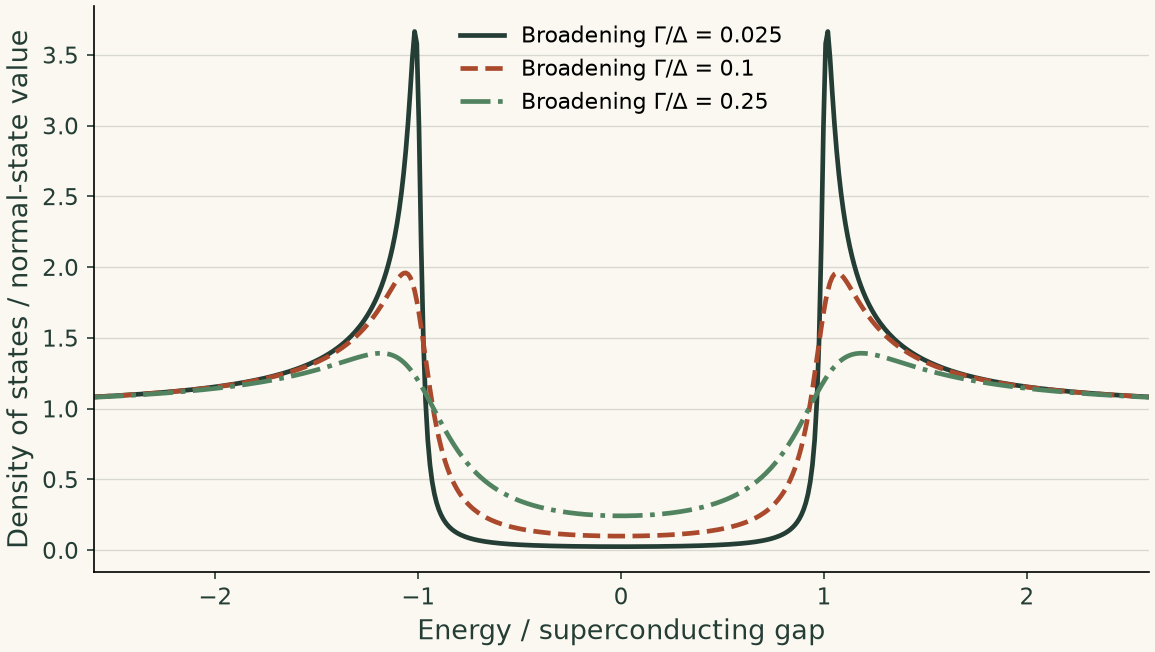 Broadening Γ/Δ = 0.025
Broadening Γ/Δ = 0.1
Broadening Γ/Δ = 0.25
Density of states / normal-state value
3.5
3.0
2.5
2.0
1.5
1.0
0.5
0.0
−2
−1
0
1
2
Energy / superconducting gap